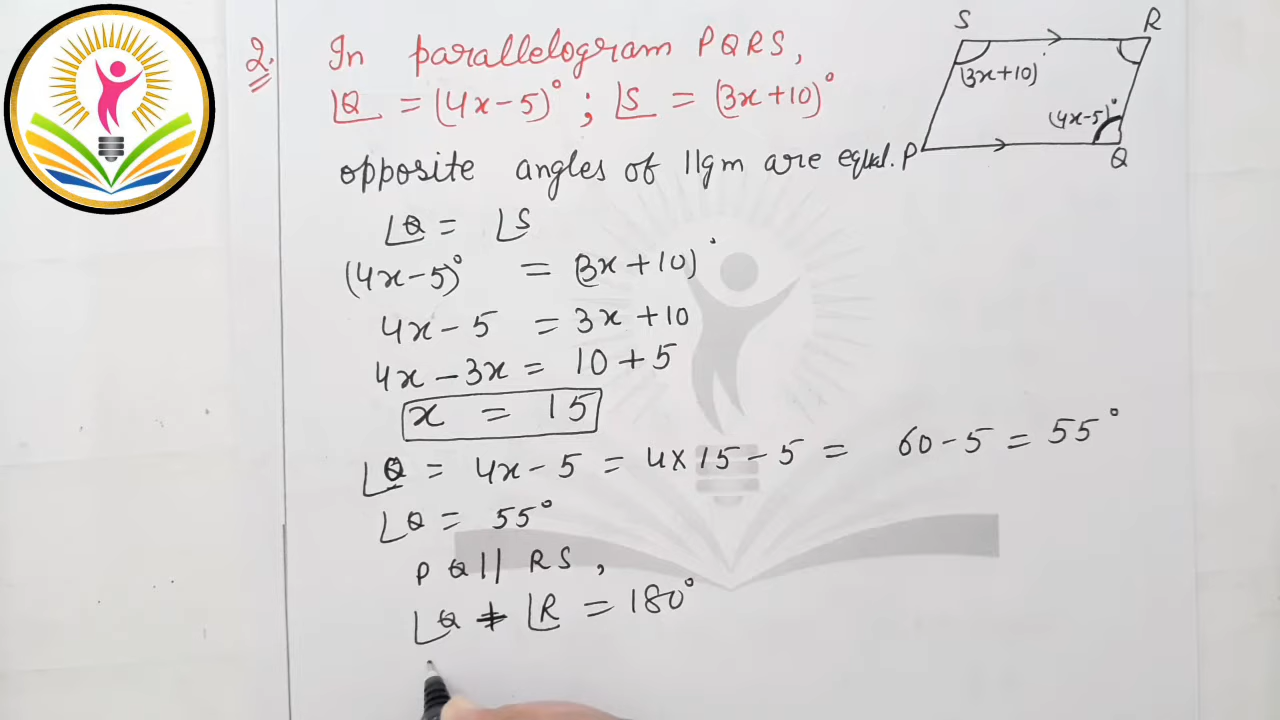 2.
In parallelogram PQRS,
∠Q = (4x-5)° ; ∠S = (3x+10)°
opposite angles of ||gm are equal.
S
R
(3x+10)
(4x-5)°
P
Q
∠Q = ∠S
(4x-5)° = (3x+10)°
4x-5 = 3x+10
4x-3x = 10+5
x = 15
∠Q = 4x-5 = 4×15-5 = 60-5 = 55°
∠Q = 55°
PQ || RS,
∠Q + ∠R = 180°